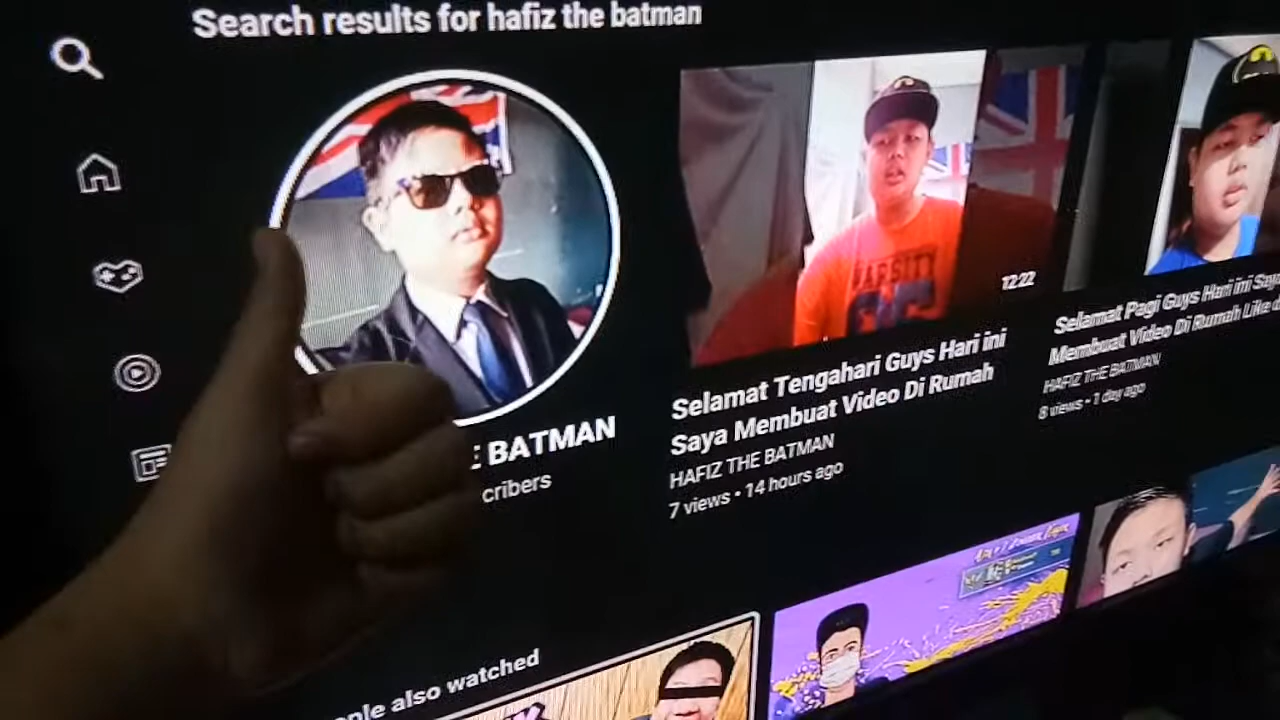 Search results for hafiz the batman
VARSITY
12:22
E BATMAN
cribers
Selamat Tengahari Guys Hari ini
Saya Membuat Video Di Rumah
HAFIZ THE BATMAN
7 views • 14 hours ago
Selamat Pagi Guys Hari ini Saya
Membuat Video Di Rumah Like
HAFIZ THE BATMAN
8 views • 1 day ago
ople also watched